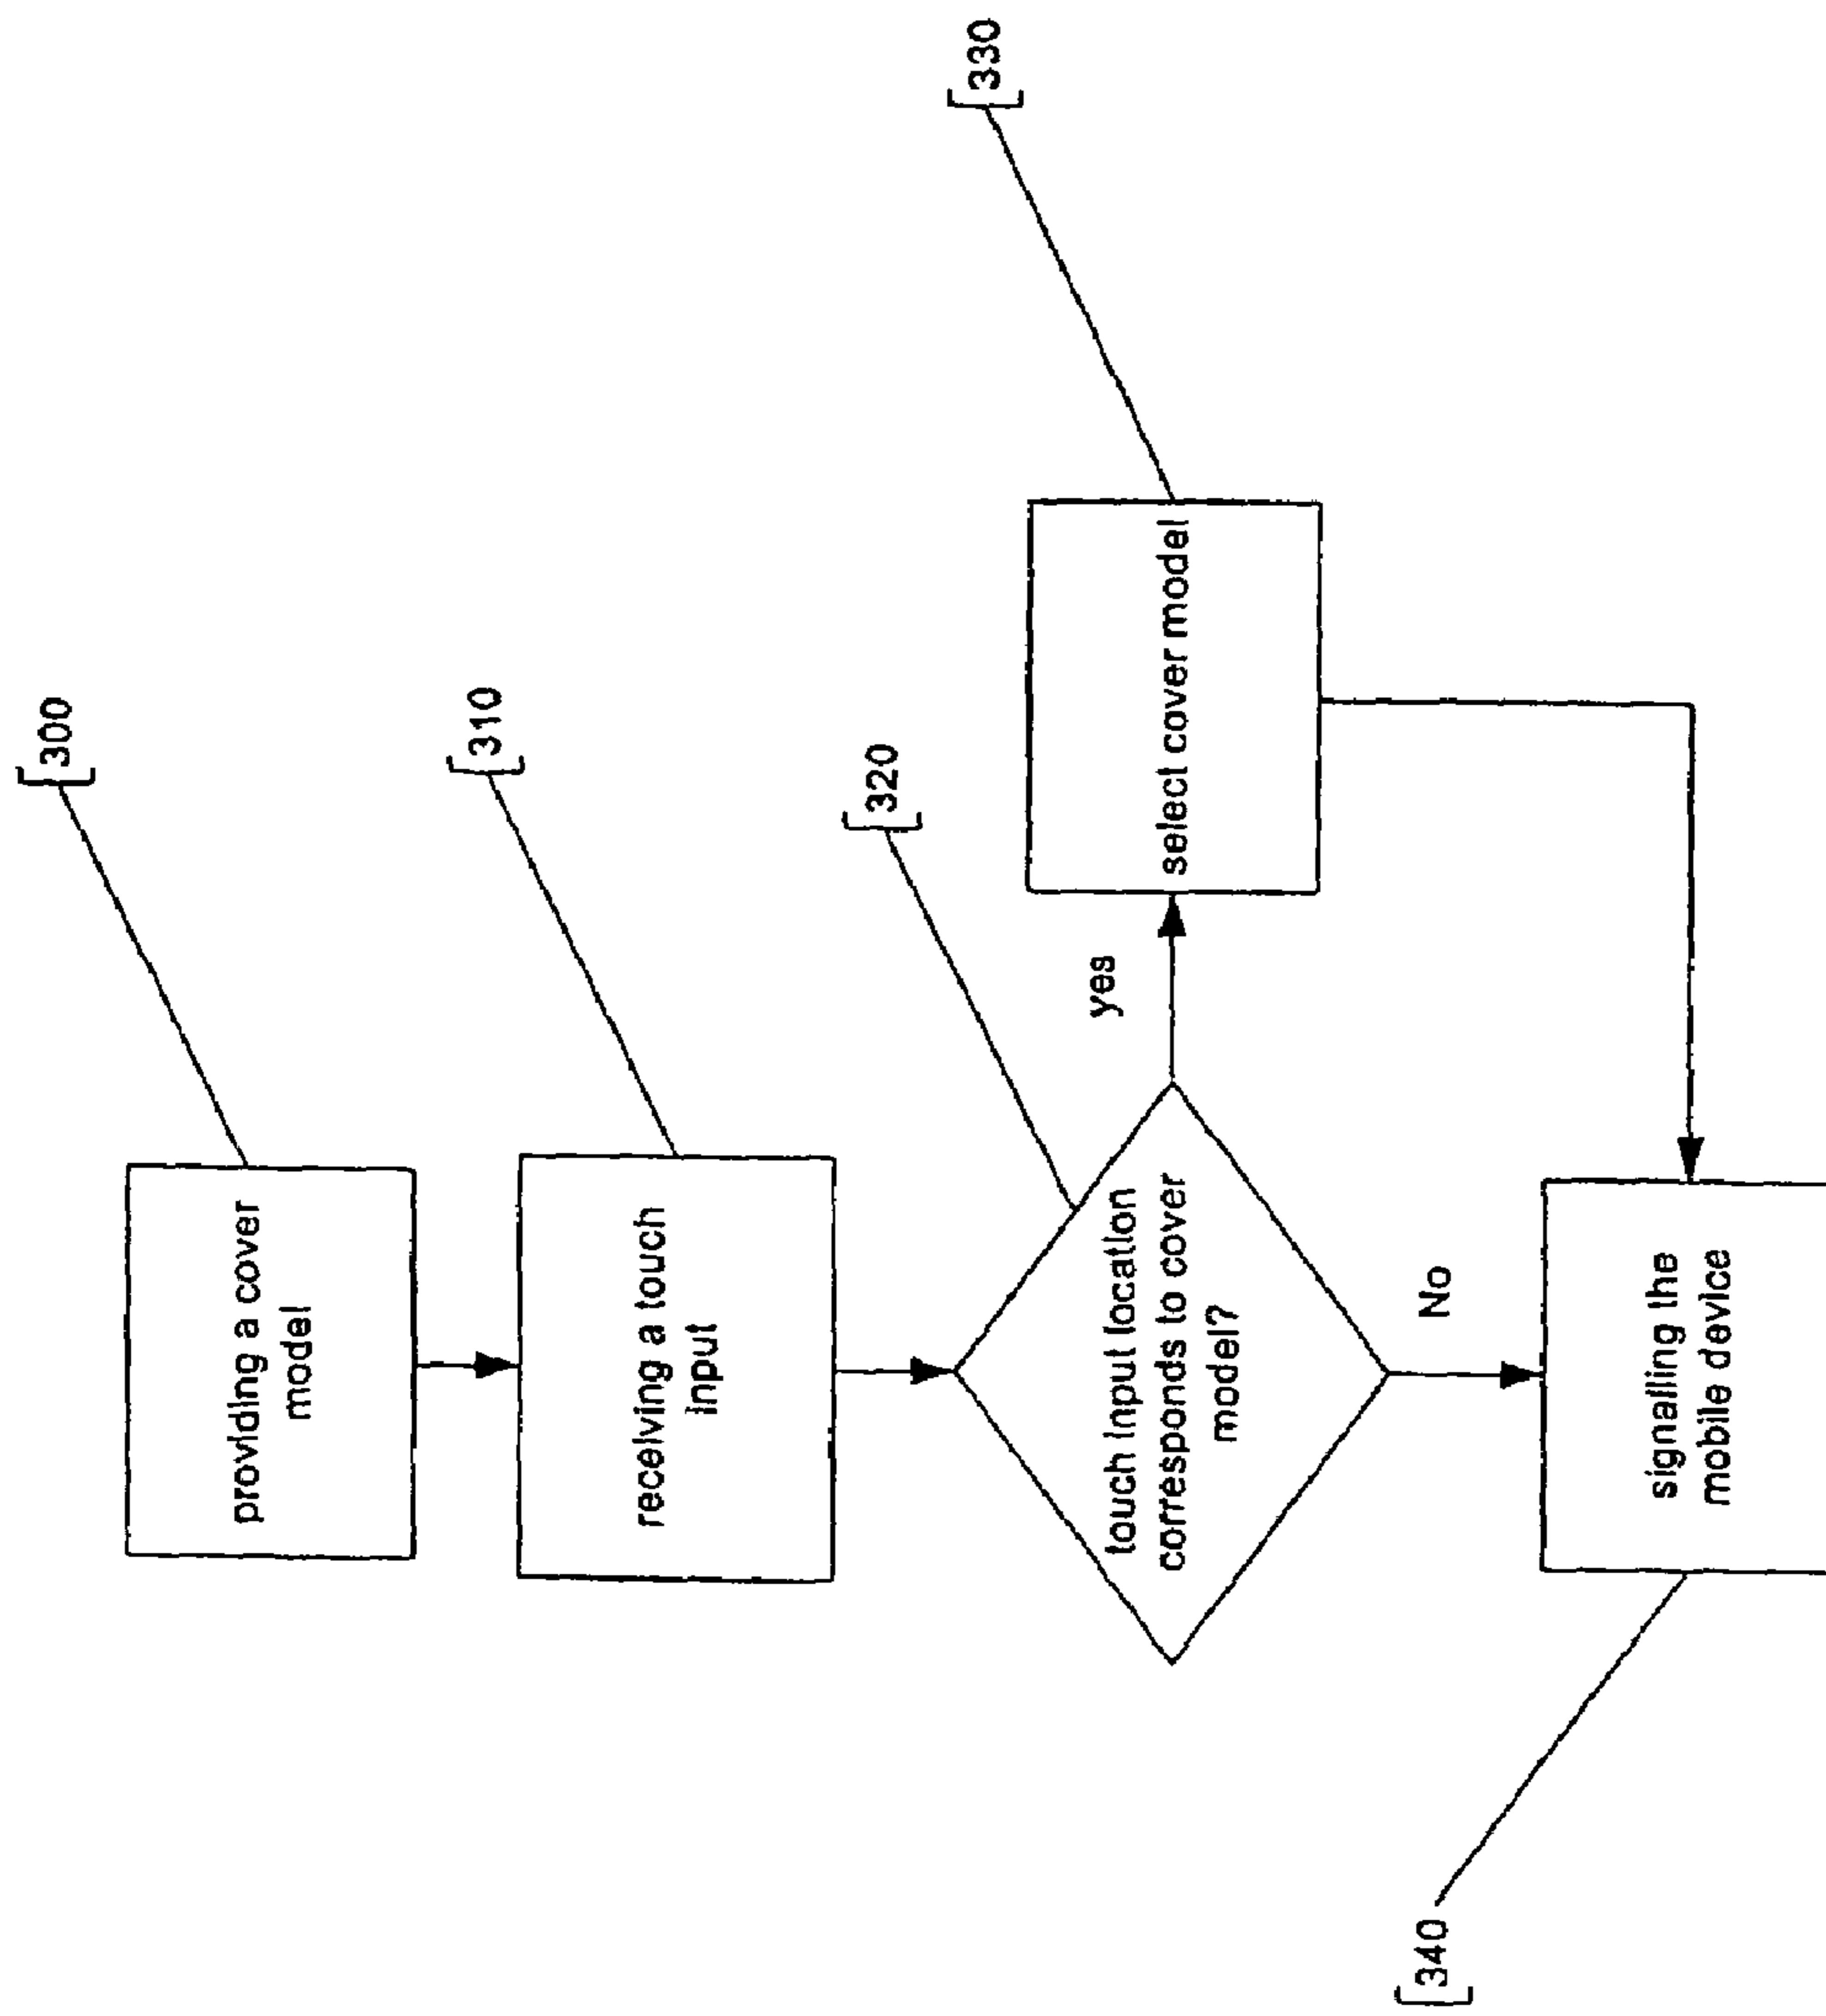 300
providing a cover
model
310
receiving a touch
input
320
touch input location
corresponds to cover
model?
yes
330
select cover model
No
340
signalling the
mobile device